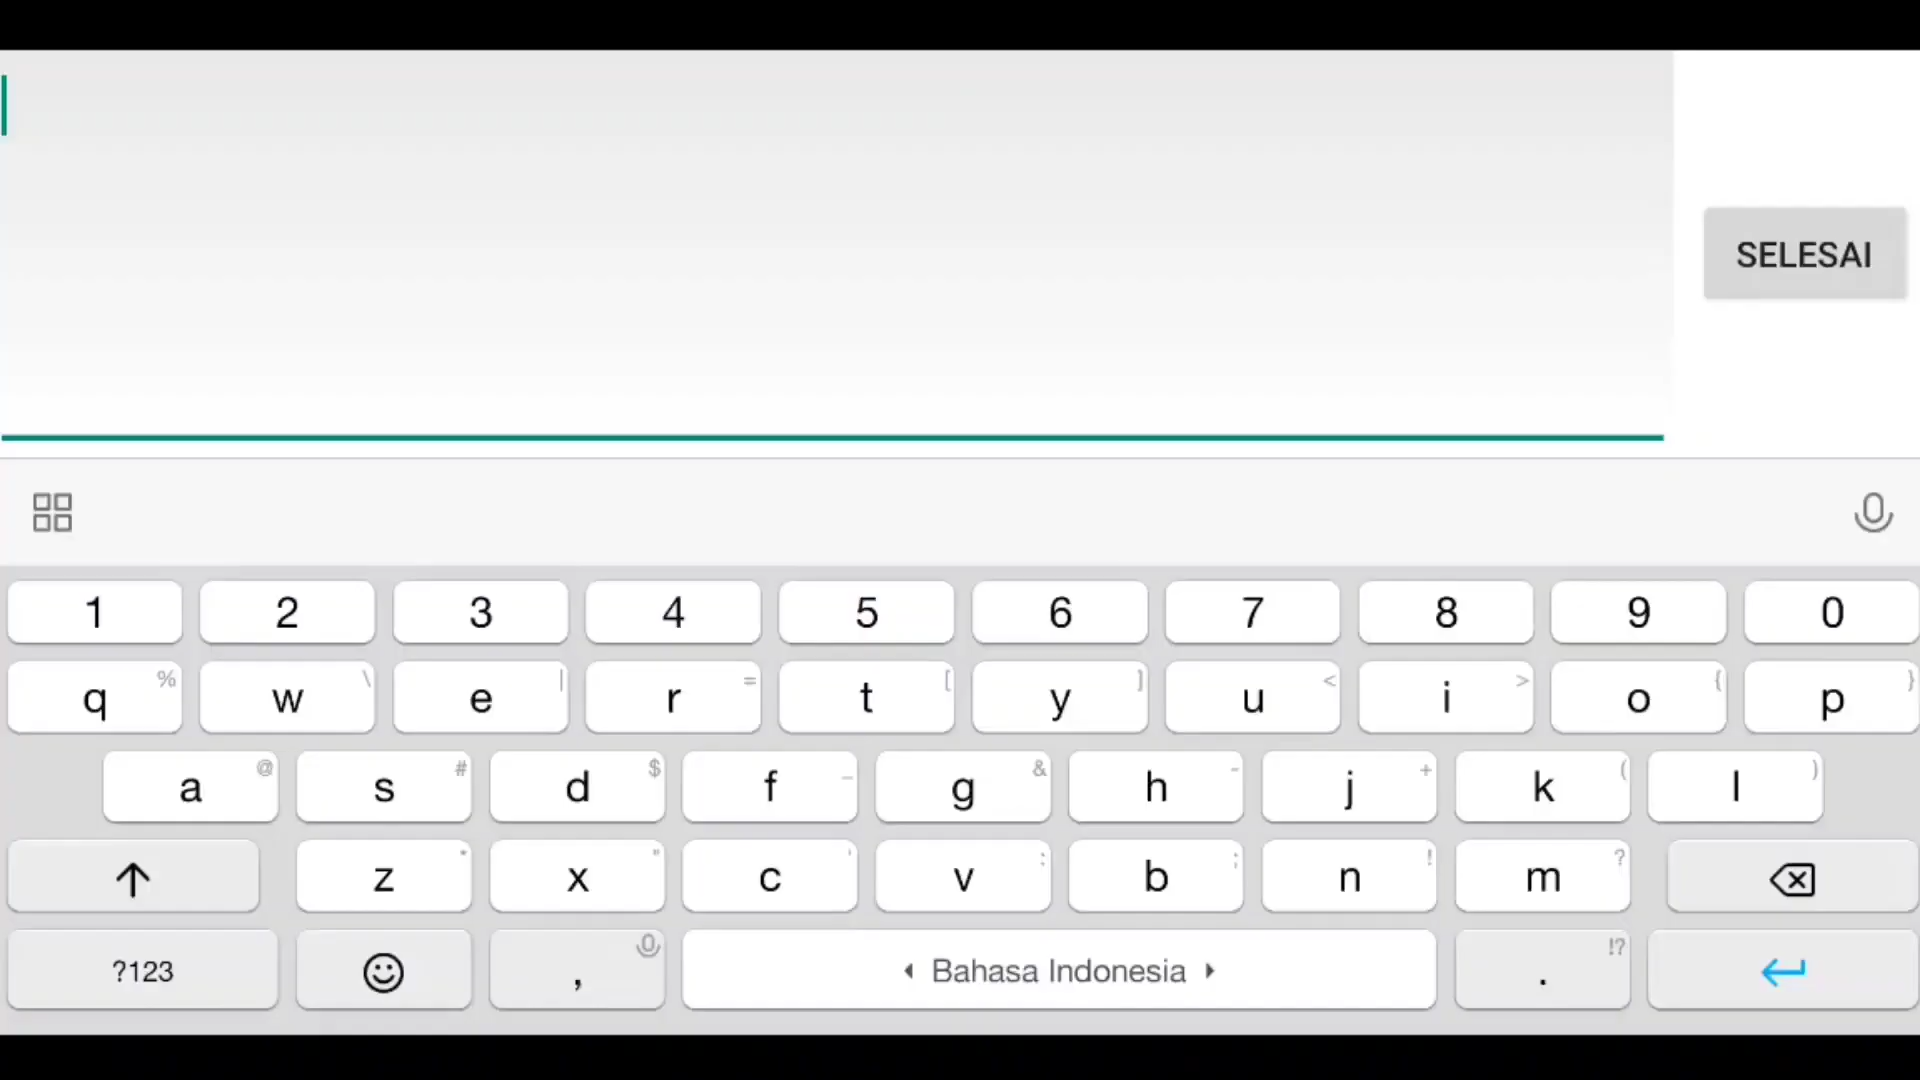 SELESAI
1 2 3 4 5 6 7 8 9 0
q % w \ e | r = t [ y ] u < i > o { p }
a @ s # d $ f _ g & h - j + k ( l )
z * x " c ' v : b ; n ! m ?
?123 , Bahasa Indonesia . !?